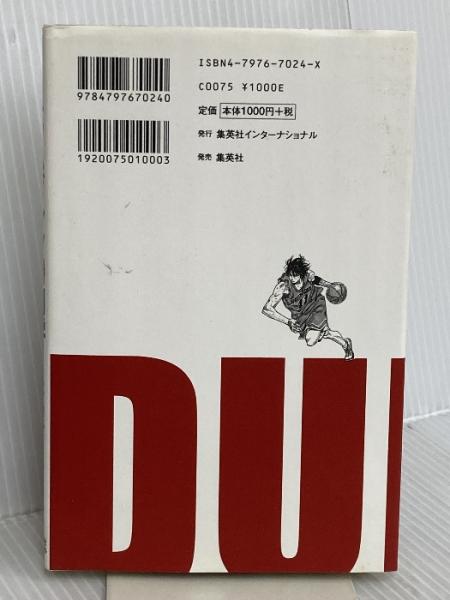 ISBN4-7976-7024-X
C0075 ¥1000E
定価 本体1000円+税
発行 集英社インターナショナル
発売 集英社
9784797670240
1920075010003
DU